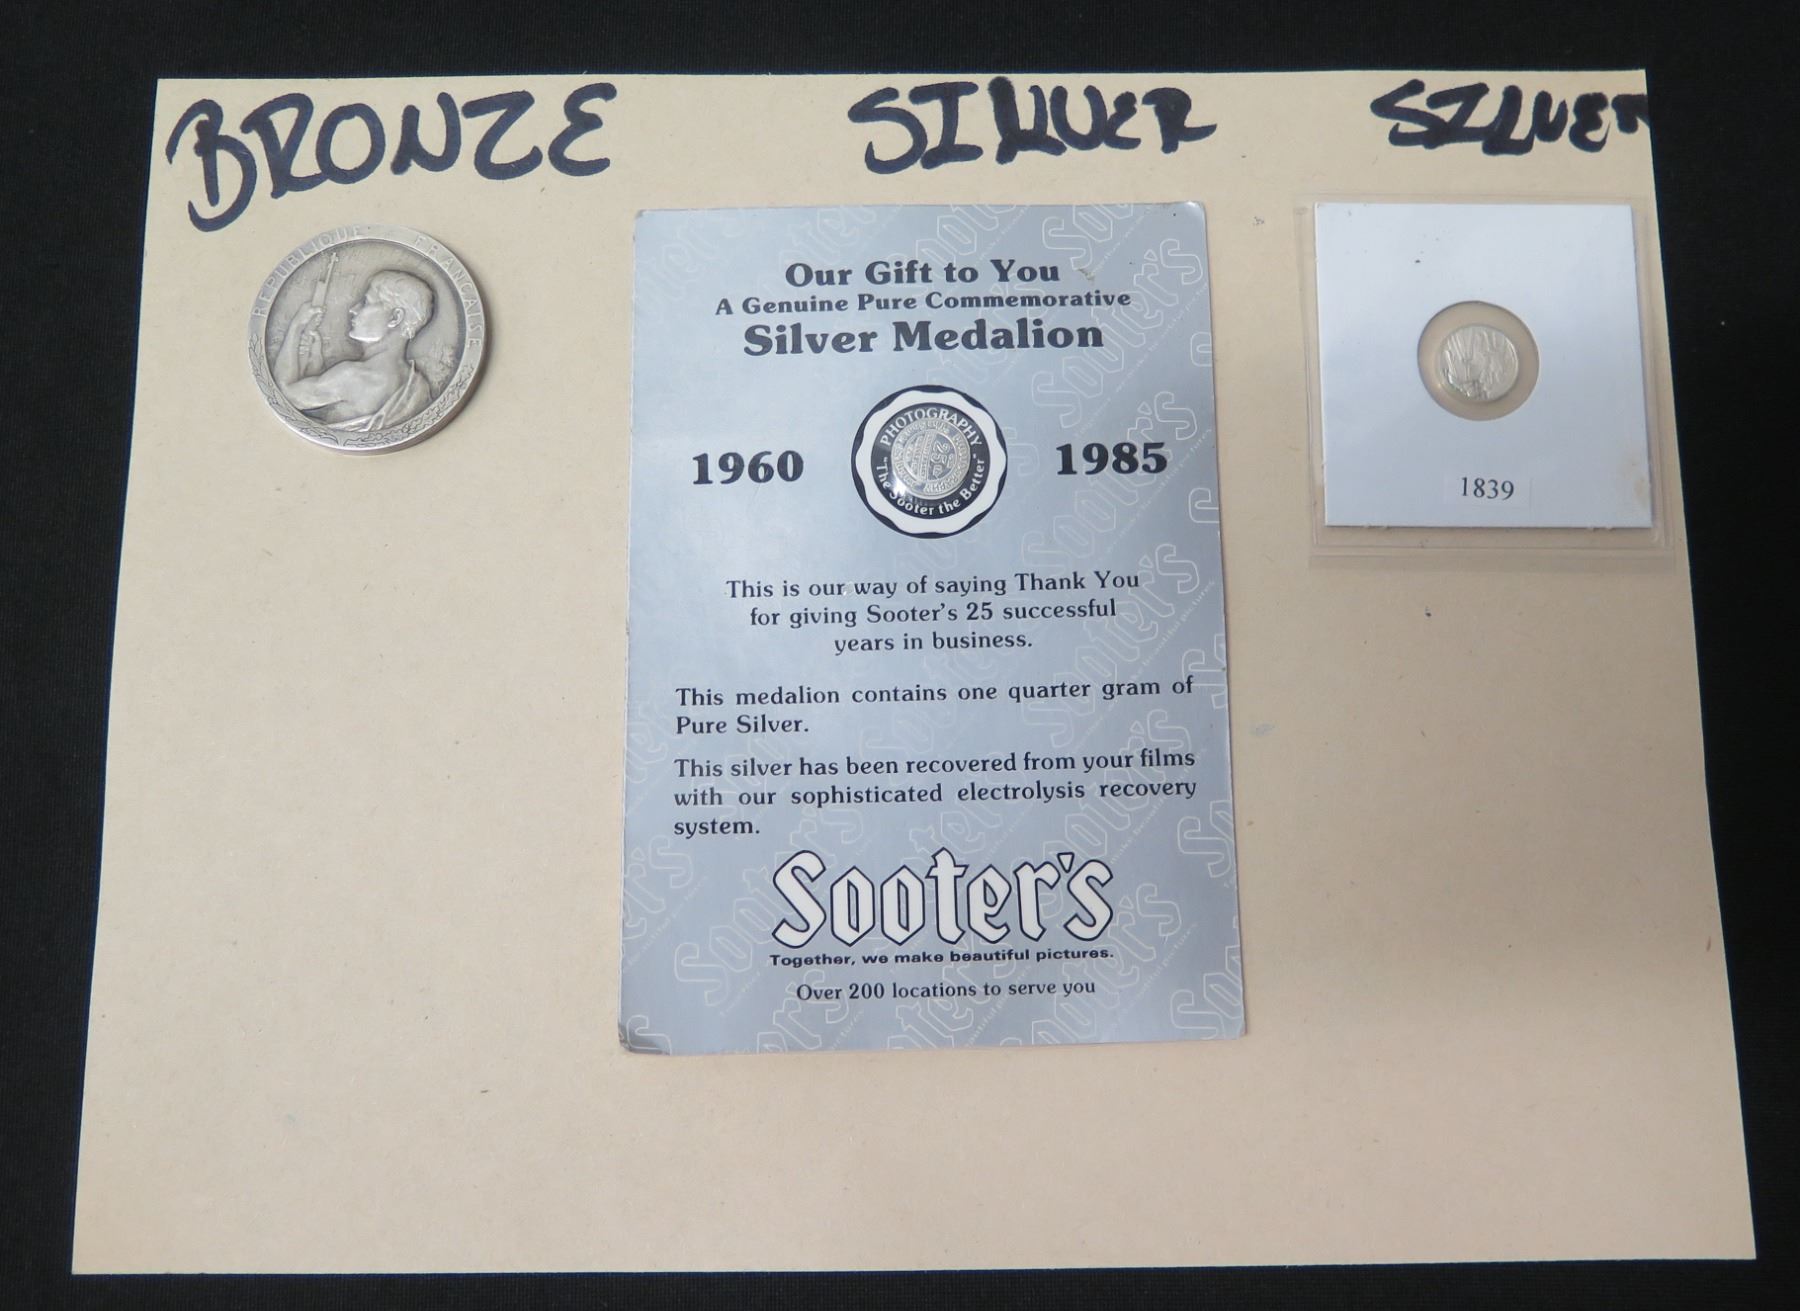 BRONZE
SILVER
SILVER
REPUBLIQUE FRANCAISE
Our Gift to You
A Genuine Pure Commemorative
Silver Medalion
1960
PHOTOGRAPHY
"The Sooter the Better"
1985
This is our way of saying Thank You
for giving Sooter's 25 successful
years in business.
This medalion contains one quarter gram of
Pure Silver.
This silver has been recovered from your films
with our sophisticated electrolysis recovery
system.
Sooter's
Together, we make beautiful pictures.
Over 200 locations to serve you
1839